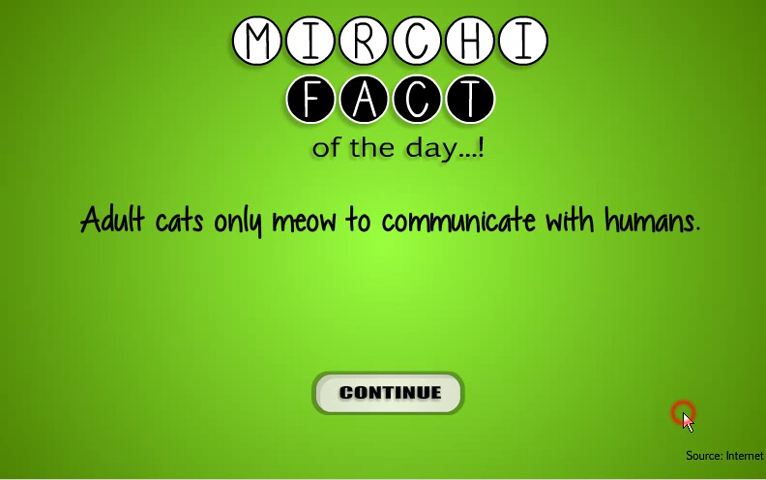 MIRCHI
FACT
of the day...!
Adult cats only meow to communicate with humans.
CONTINUE
Source: Internet